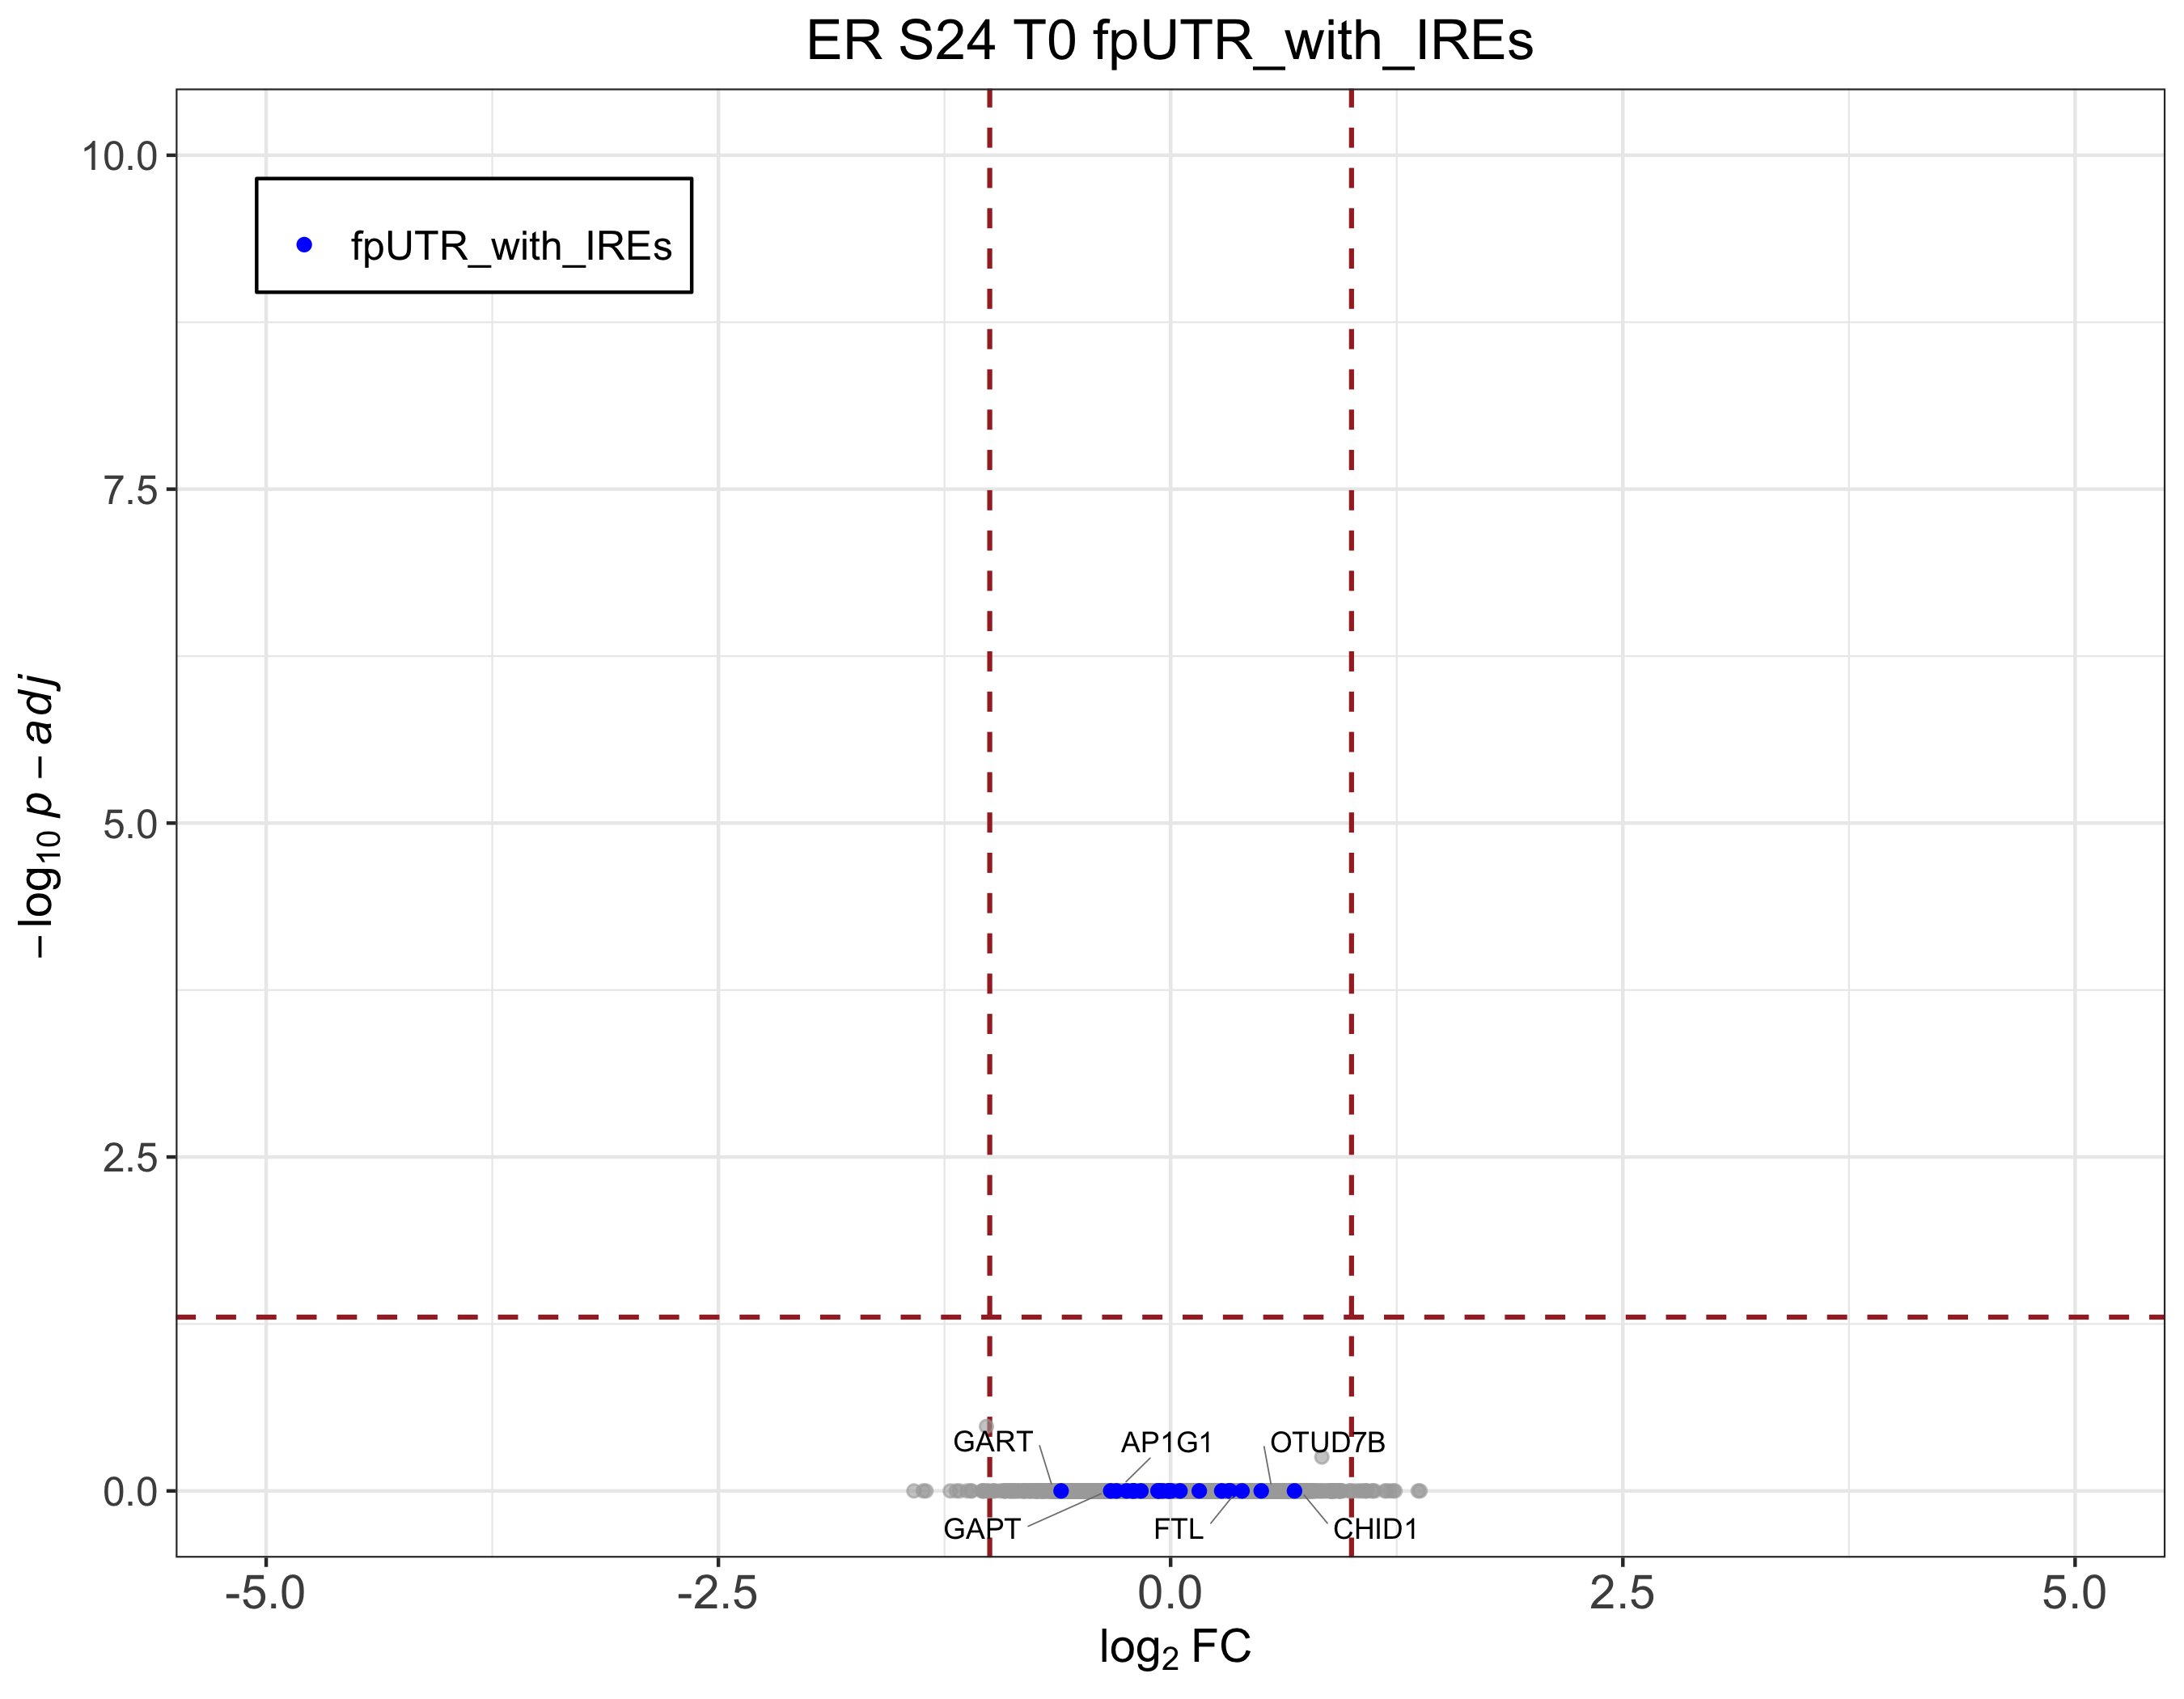 ER S24 T0 fpUTR_with_IREs
10.0
fpUTR_with_IREs
7.5
−log10 p − adj
5.0
2.5
GART AP1G1 OTUD7B
0.0
GAPT FTL CHID1
-5.0 -2.5 0.0 2.5 5.0
log2 FC